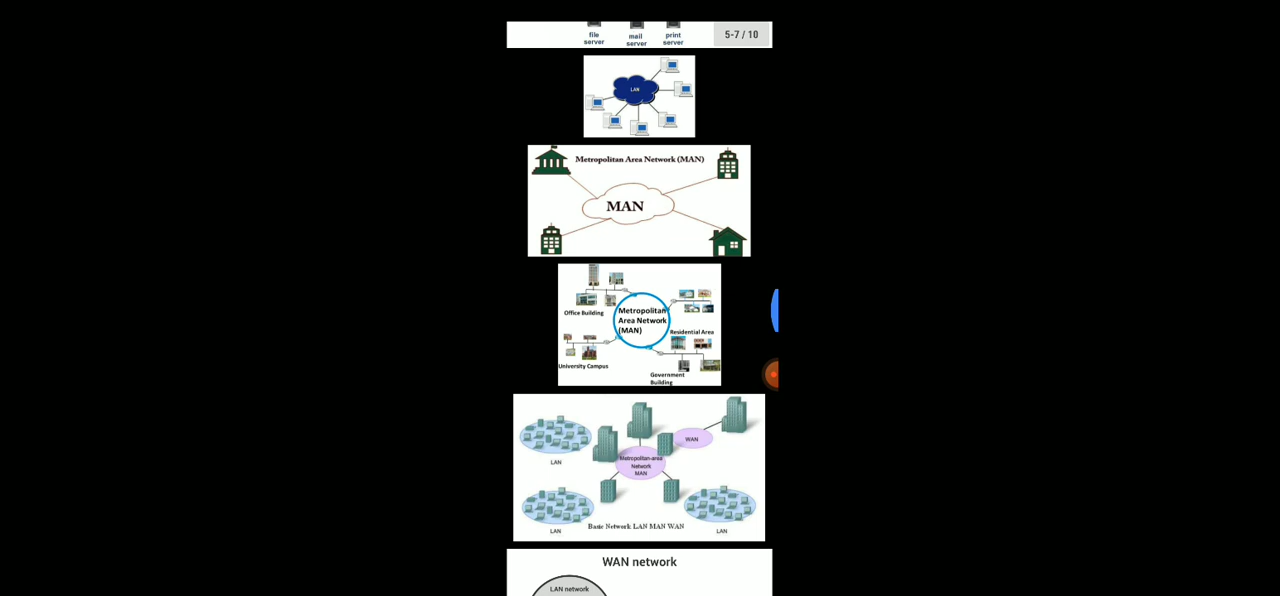 file
server
mail
server
print
server
5-7 / 10
LAN
Metropolitan Area Network (MAN)
MAN
Metropolitan
Area Network
(MAN)
Office Building
Residential Area
University Campus
Government
Building
WAN
Metropolitan-area
Network
MAN
LAN
LAN
LAN
Basic Network LAN MAN WAN
WAN network
LAN network